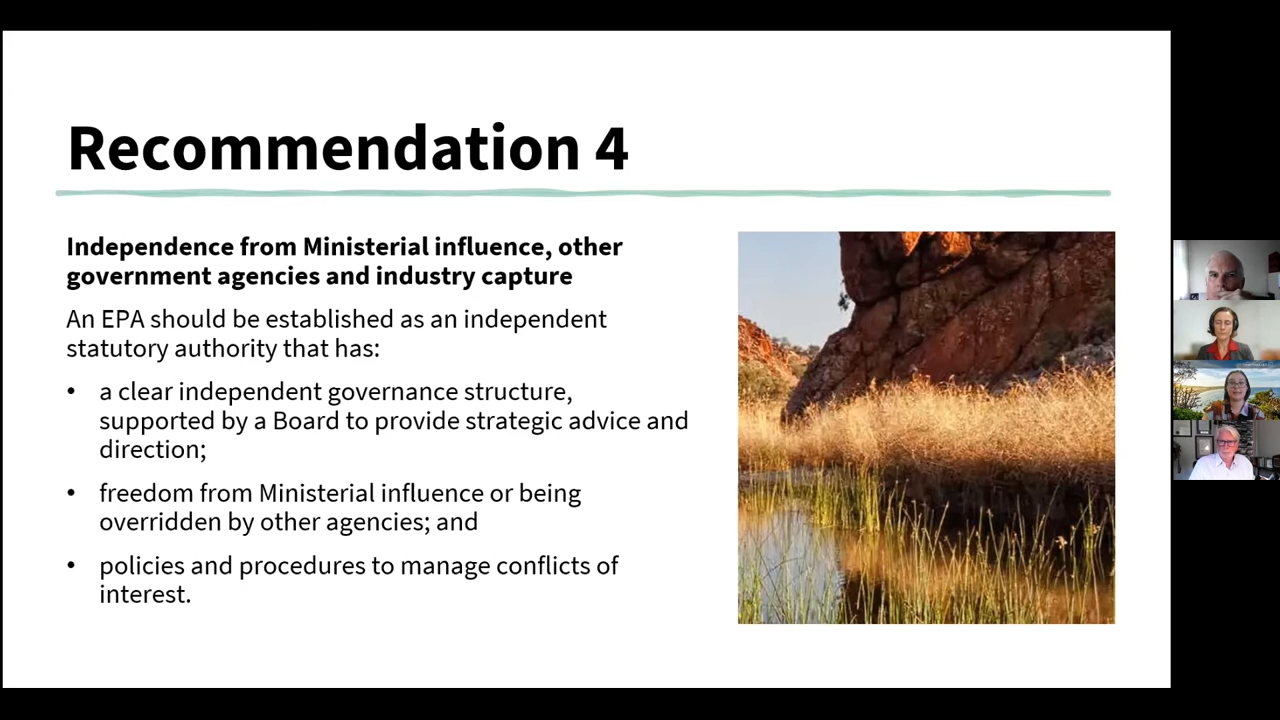 Recommendation 4
Independence from Ministerial influence, other
government agencies and industry capture
An EPA should be established as an independent
statutory authority that has:
• a clear independent governance structure,
supported by a Board to provide strategic advice and
direction;
• freedom from Ministerial influence or being
overridden by other agencies; and
• policies and procedures to manage conflicts of
interest.